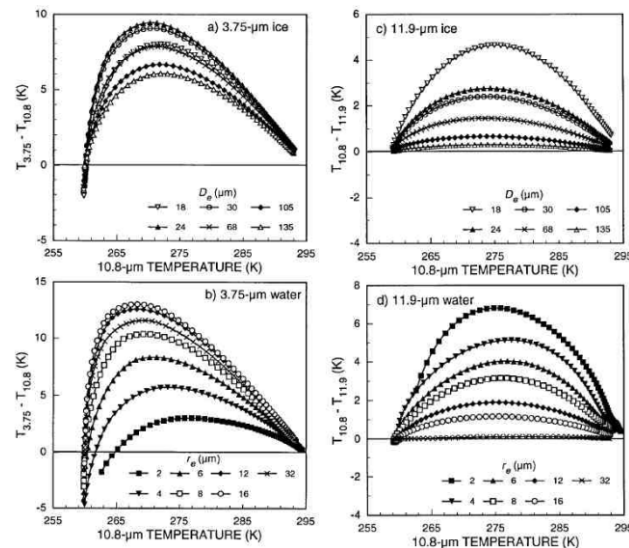 a) 3.75-µm ice
T3.75 - T10.8 (K)
10
5
0
-5
De (µm)
18 30 105
24 68 135
255 265 275 285 295
10.8-µm TEMPERATURE (K)
c) 11.9-µm ice
T10.8 - T11.9 (K)
6
4
2
0
-2
-4
De (µm)
18 30 105
24 68 135
255 265 275 285 295
10.8-µm TEMPERATURE (K)
b) 3.75-µm water
T3.75 - T10.8 (K)
15
10
5
0
-5
re (µm)
2 6 12 32
4 8 16
255 265 275 285 295
10.8-µm TEMPERATURE (K)
d) 11.9-µm water
T10.8 - T11.9 (K)
8
6
4
2
0
-2
-4
re (µm)
2 6 12 32
4 8 16
255 265 275 285 295
10.8-µm TEMPERATURE (K)